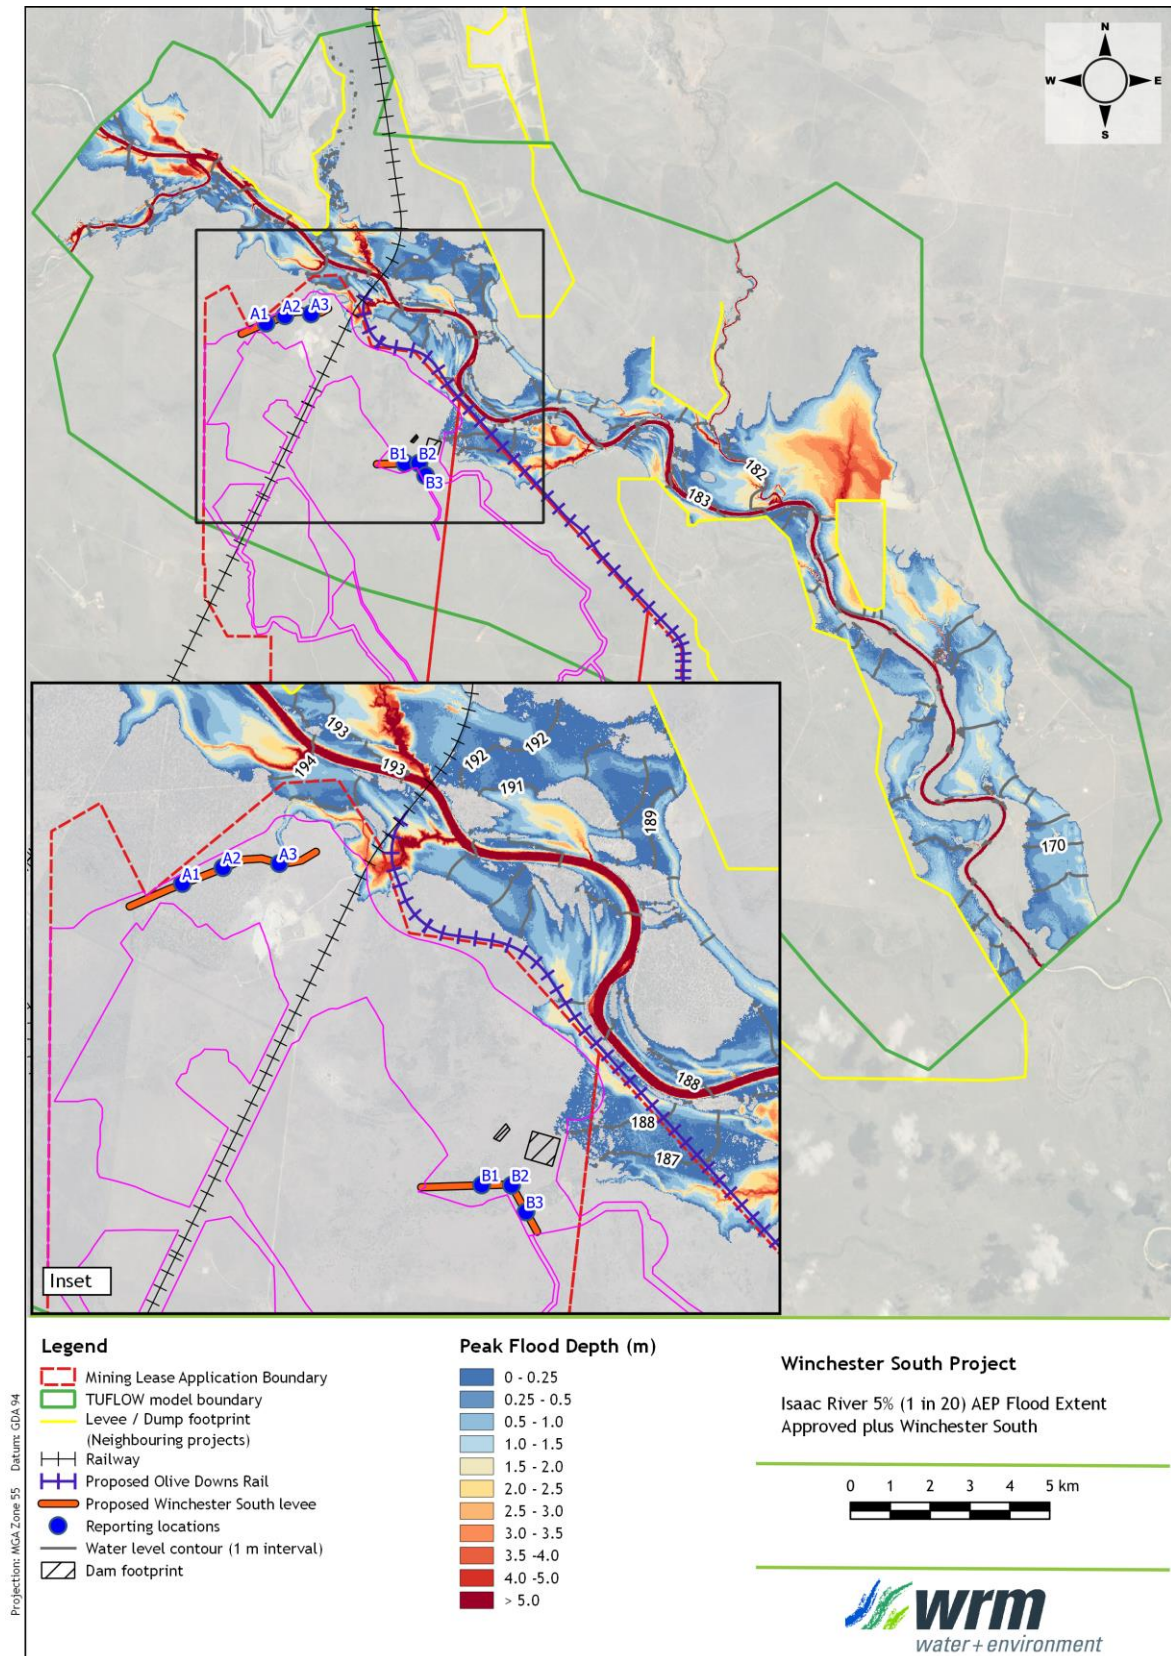 N
W E
S
A1 A2 A3
B1 B2
B3
182
183
170
193
192
192
194
193
191
189
A1 A2 A3
188
188
187
B1 B2
B3
Inset
Legend
Mining Lease Application Boundary
TUFLOW model boundary
Levee / Dump footprint
(Neighbouring projects)
Railway
Proposed Olive Downs Rail
Proposed Winchester South levee
Reporting locations
Water level contour (1 m interval)
Dam footprint
Peak Flood Depth (m)
0 - 0.25
0.25 - 0.5
0.5 - 1.0
1.0 - 1.5
1.5 - 2.0
2.0 - 2.5
2.5 - 3.0
3.0 - 3.5
3.5 -4.0
4.0 -5.0
> 5.0
Winchester South Project
Isaac River 5% (1 in 20) AEP Flood Extent
Approved plus Winchester South
0 1 2 3 4 5 km
wrm
water + environment
Projection: MGA Zone 55 Datum: GDA 94